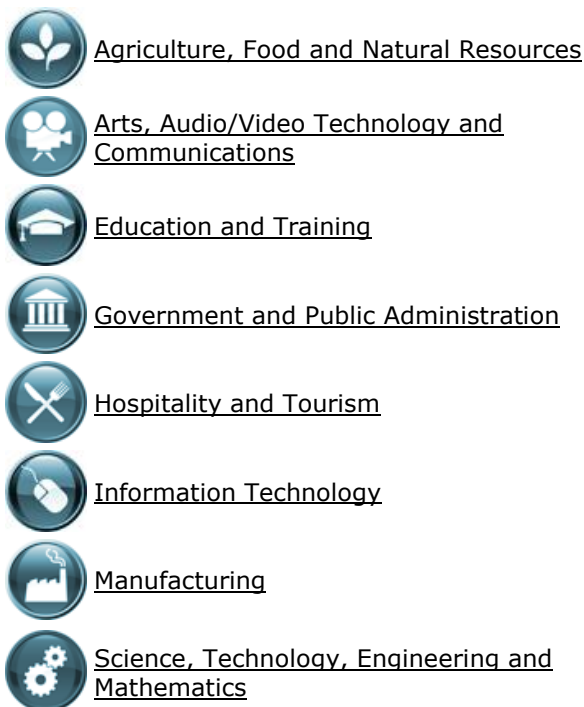 Agriculture, Food and Natural Resources
Arts, Audio/Video Technology and
Communications
Education and Training
Government and Public Administration
Hospitality and Tourism
Information Technology
Manufacturing
Science, Technology, Engineering and
Mathematics